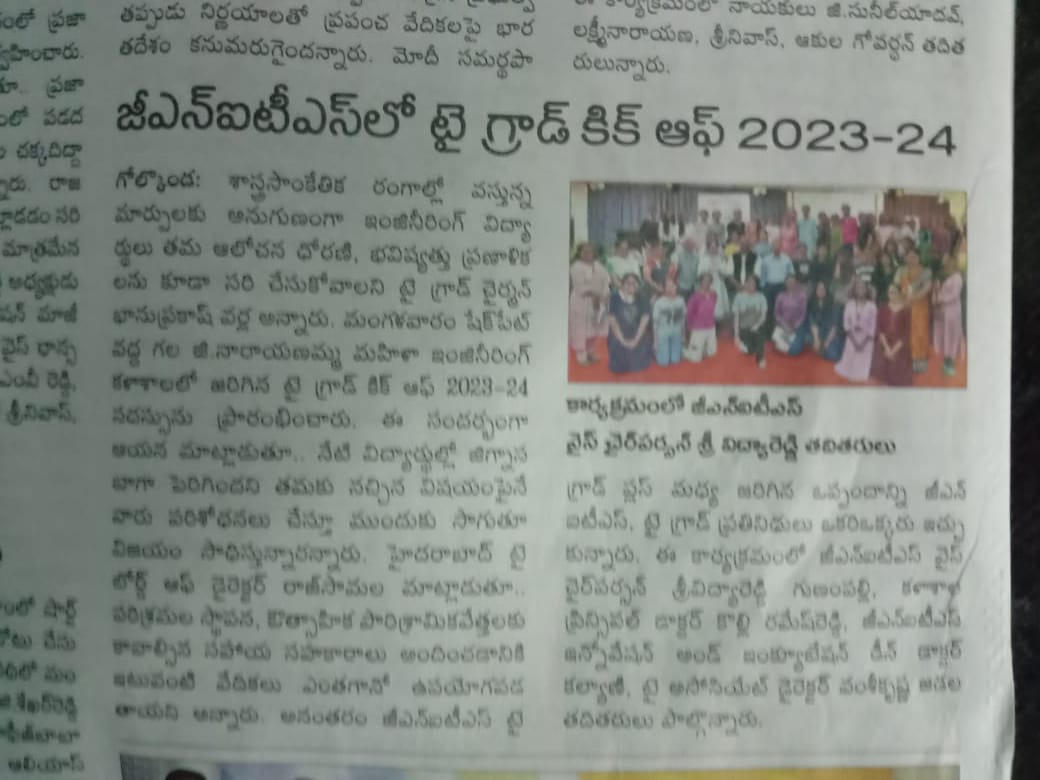 తప్పుడు నిర్ణయాలతో ప్రపంచ వేదికలపై భార
తదేశం కనుమరుగైందన్నారు. మోదీ సమర్థపా
ఈ కార్యక్రమంలో నాయకులు జి.సునీల్‌యాదవ్,
లక్ష్మీనారాయణ, శ్రీనివాస్, ఆకుల గోవర్ధన్ తదిత
రులున్నారు.
జీఎన్ఐటీఎస్‌లో టై గ్రాడ్ కిక్ ఆఫ్ 2023-24
గోల్కొండ: శాస్త్రసాంకేతిక రంగాల్లో వస్తున్న
మార్పులకు అనుగుణంగా ఇంజినీరింగ్ విద్యా
ర్థులు తమ ఆలోచన ధోరణి, భవిష్యత్తు ప్రణాళిక
లను కూడా సరి చేసుకోవాలని టై గ్రాడ్ చైర్మన్
భానుప్రకాష్ వర్ల అన్నారు. మంగళవారం షేక్‌పేట్
వద్ద గల జి.నారాయణమ్మ మహిళా ఇంజినీరింగ్
కళాశాలలో జరిగిన టై గ్రాడ్ కిక్ ఆఫ్ 2023-24
సదస్సును ప్రారంభించారు. ఈ సందర్భంగా
ఆయన మాట్లాడుతూ.. నేటి విద్యార్థుల్లో జిగ్నాస
బాగా పెరిగిందని తమకు నచ్చిన విషయంపైనే
వారు పరిశోధనలు చేస్తూ ముందుకు సాగుతూ
విజయం సాధిస్తున్నారన్నారు. హైదరాబాద్ టై
బోర్డ్ ఆఫ్ డైరెక్టర్ రాజ్‌సామల మాట్లాడుతూ..
పరిశ్రమల స్థాపన, ఔత్సాహిక పారిశ్రామికవేత్తలకు
కావాల్సిన సహాయ సహకారాలు అందించడానికి
ఇటువంటి వేదికలు ఎంతగానో ఉపయోగపడ
తాయని అన్నారు. అనంతరం జీఎన్ఐటీఎస్ టై
కార్యక్రమంలో జీఎన్ఐటీఎస్
వైస్ చైర్‌పర్సన్ శ్రీ విద్యారెడ్డి తదితరులు
గ్రాడ్ ప్లస్ మధ్య జరిగిన ఒప్పందాన్ని జీఎన్
ఐటీఎస్, టై గ్రాడ్ ప్రతినిధులు ఒకరిఒక్కరు ఇచ్చు
కున్నారు. ఈ కార్యక్రమంలో జీఎన్ఐటీఎస్ వైస్
చైర్‌పర్సన్ శ్రీవిద్యారెడ్డి గుణంపల్లి, కళాశాళ
ప్రిన్సిపల్ డాక్టర్ కొల్లి రమేష్‌రెడ్డి, జీఎన్ఐటీఎస్
ఇన్నోవేషన్ అండ్ ఇంక్యూబేషన్ డీన్ డాక్టర్
కల్యాణి, టై అసోసియేట్ డైరెక్టర్ వంశీకృష్ణ జడల
తదితరులు పాల్గొన్నారు.